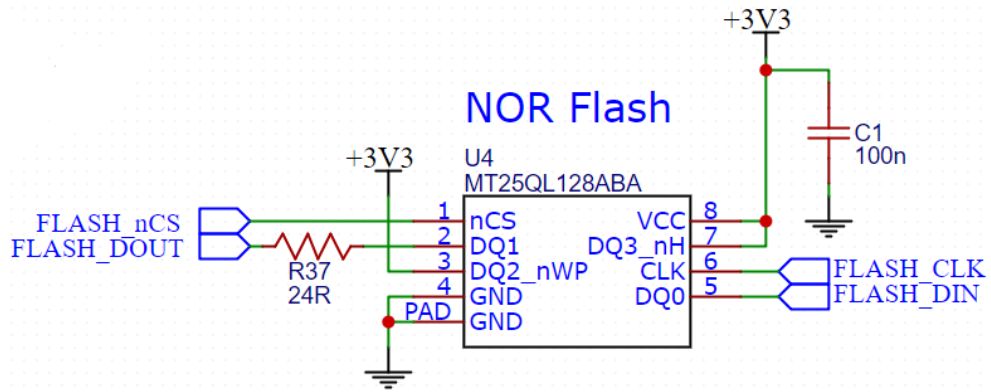 +3V3
NOR Flash
C1
100n
+3V3
U4
MT25QL128ABA
FLASH_nCS
1
nCS
VCC
8
FLASH_DOUT
2
DQ1
DQ3_nH
7
R37
24R
3
DQ2_nWP
CLK
6
FLASH_CLK
4
GND
DQ0
5
FLASH_DIN
PAD
GND